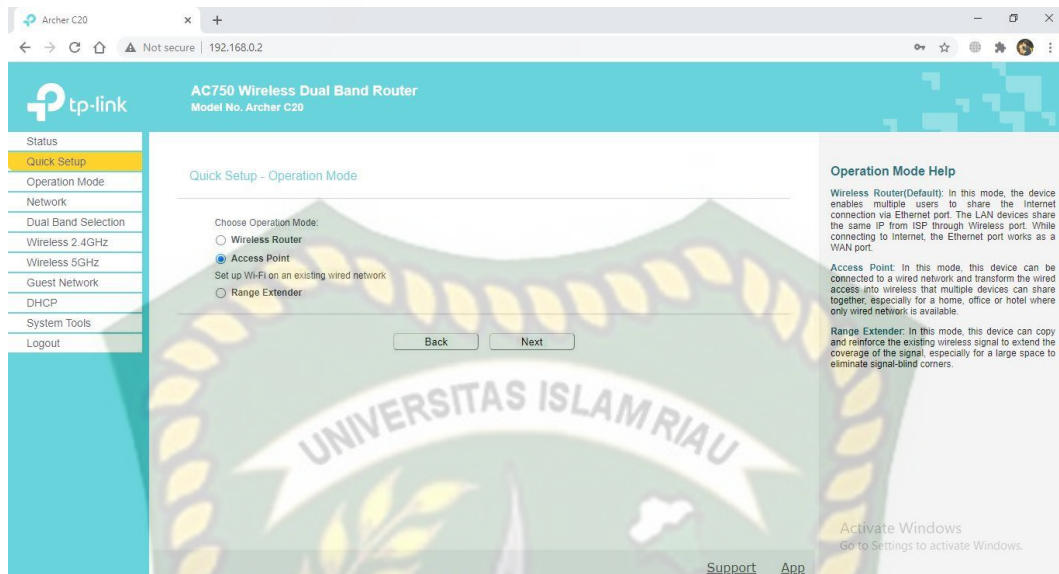 Archer C20
Not secure | 192.168.0.2
tp-link
AC750 Wireless Dual Band Router
Model No. Archer C20
Status
Quick Setup
Operation Mode
Network
Dual Band Selection
Wireless 2.4GHz
Wireless 5GHz
Guest Network
DHCP
System Tools
Logout
Quick Setup - Operation Mode
Choose Operation Mode:
Wireless Router
Access Point
Set up Wi-Fi on an existing wired network
Range Extender
Back Next
Operation Mode Help
Wireless Router(Default): In this mode, the device
enables multiple users to share the Internet
connection via Ethernet port. The LAN devices share
the same IP from ISP through Wireless port. While
connecting to Internet, the Ethernet port works as a
WAN port.
Access Point: In this mode, this device can be
connected to a wired network and transform the wired
access into wireless that multiple devices can share
together, especially for a home, office or hotel where
only wired network is available.
Range Extender: In this mode, this device can copy
and reinforce the existing wireless signal to extend the
coverage of the signal, especially for a large space to
eliminate signal-blind corners.
UNIVERSITAS ISLAM RIAU
Activate Windows
Go to Settings to activate Windows.
Support App